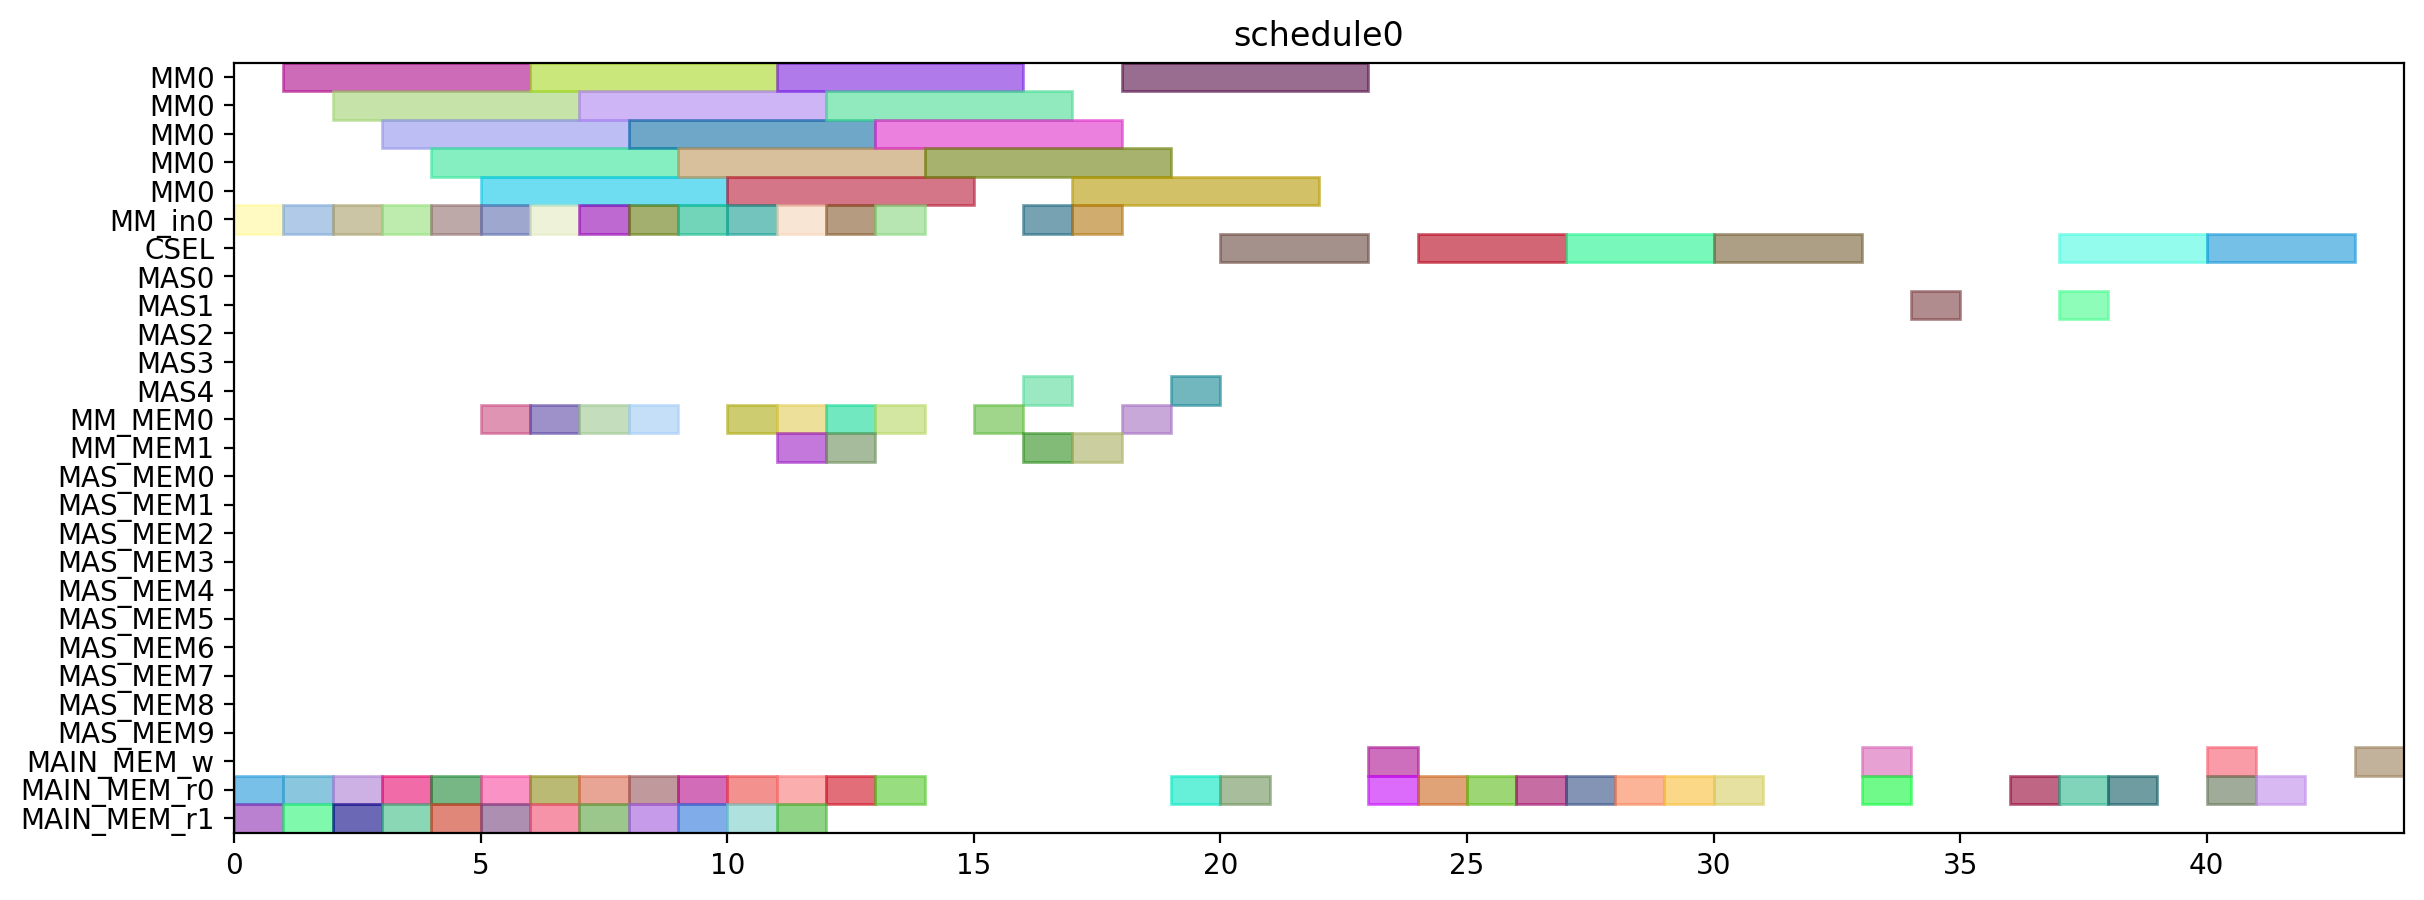 schedule0
MM0
MM0
MM0
MM0
MM0
MM_in0
CSEL
MAS0
MAS1
MAS2
MAS3
MAS4
MM_MEM0
MM_MEM1
MAS_MEM0
MAS_MEM1
MAS_MEM2
MAS_MEM3
MAS_MEM4
MAS_MEM5
MAS_MEM6
MAS_MEM7
MAS_MEM8
MAS_MEM9
MAIN_MEM_w
MAIN_MEM_r0
MAIN_MEM_r1
0 5 10 15 20 25 30 35 40